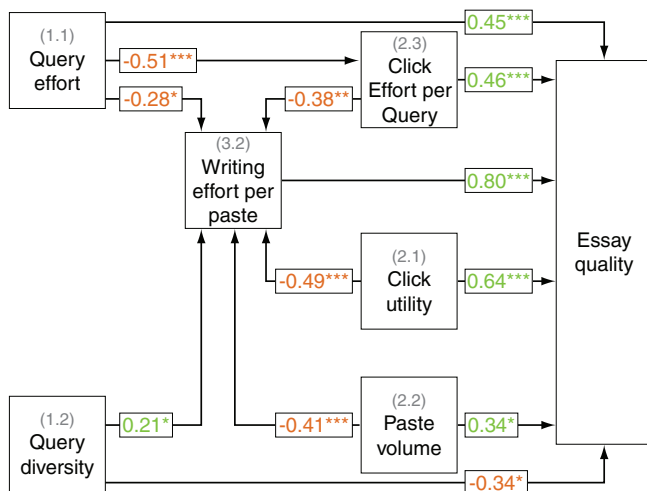 (1.1)
Query
effort
0.45***
-0.51***
-0.28*
(2.3)
Click
Effort per
Query
0.46***
-0.38**
(3.2)
Writing
effort per
paste
0.80***
Essay
quality
(2.1)
Click
utility
-0.49***
0.64***
(1.2)
Query
diversity
0.21*
-0.41***
(2.2)
Paste
volume
0.34*
-0.34*